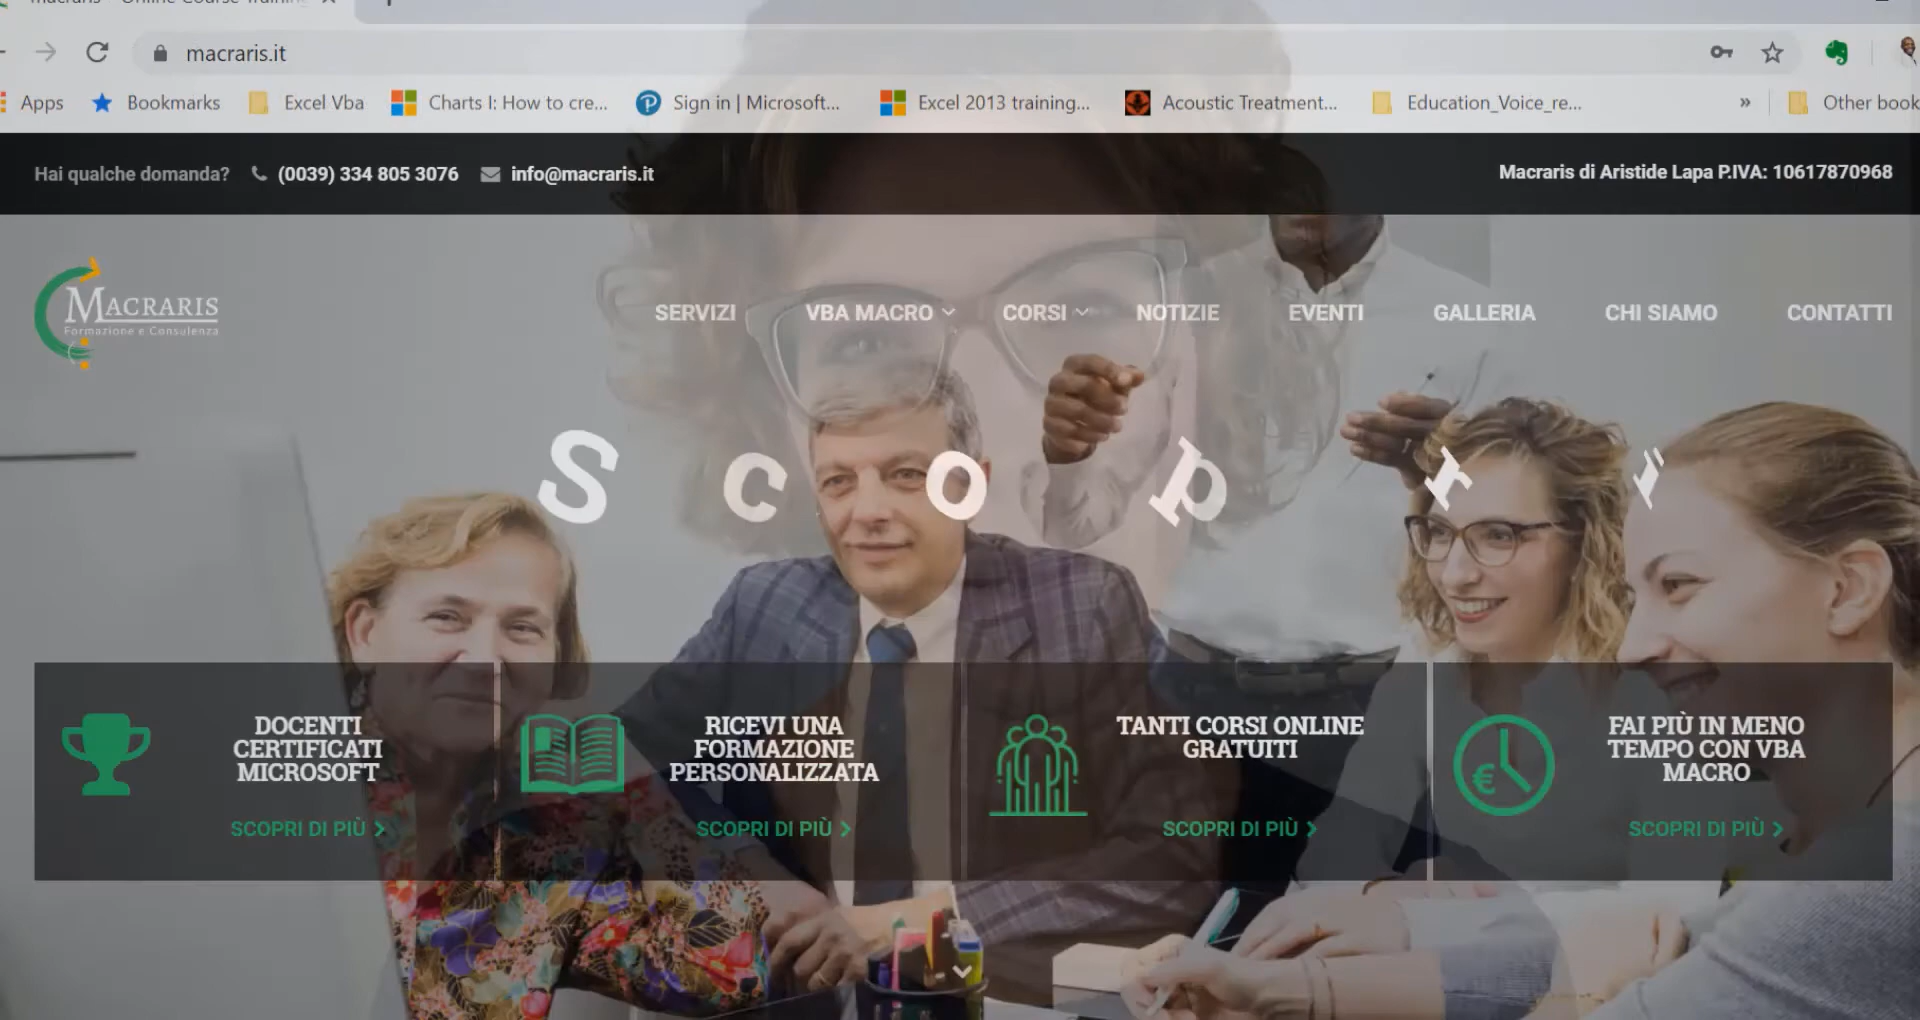 macraris.it
Apps Bookmarks Excel Vba Charts I: How to cre... Sign in | Microsoft... Excel 2013 training... Acoustic Treatment... Education_Voice_re... » Other book
Hai qualche domanda? (0039) 334 805 3076 info@macraris.it Macraris di Aristide Lapa P.IVA: 10617870968
MACRARIS
Formazione e Consulenza
SERVIZI VBA MACRO CORSI NOTIZIE EVENTI GALLERIA CHI SIAMO CONTATTI
Scopri
DOCENTI
CERTIFICATI
MICROSOFT
SCOPRI DI PIÙ
RICEVI UNA
FORMAZIONE
PERSONALIZZATA
SCOPRI DI PIÙ
TANTI CORSI ONLINE
GRATUITI
SCOPRI DI PIÙ
FAI PIÙ IN MENO
TEMPO CON VBA
MACRO
SCOPRI DI PIÙ